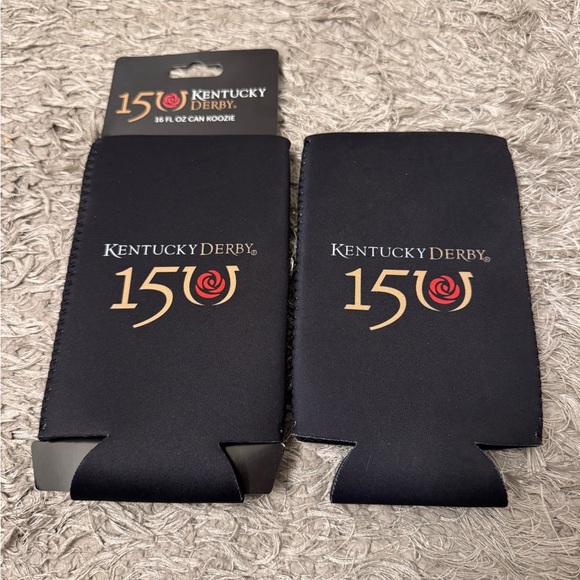 150 KENTUCKY
DERBY®
16 FL OZ CAN KOOZIE
KENTUCKY DERBY®
150
KENTUCKY DERBY®
150